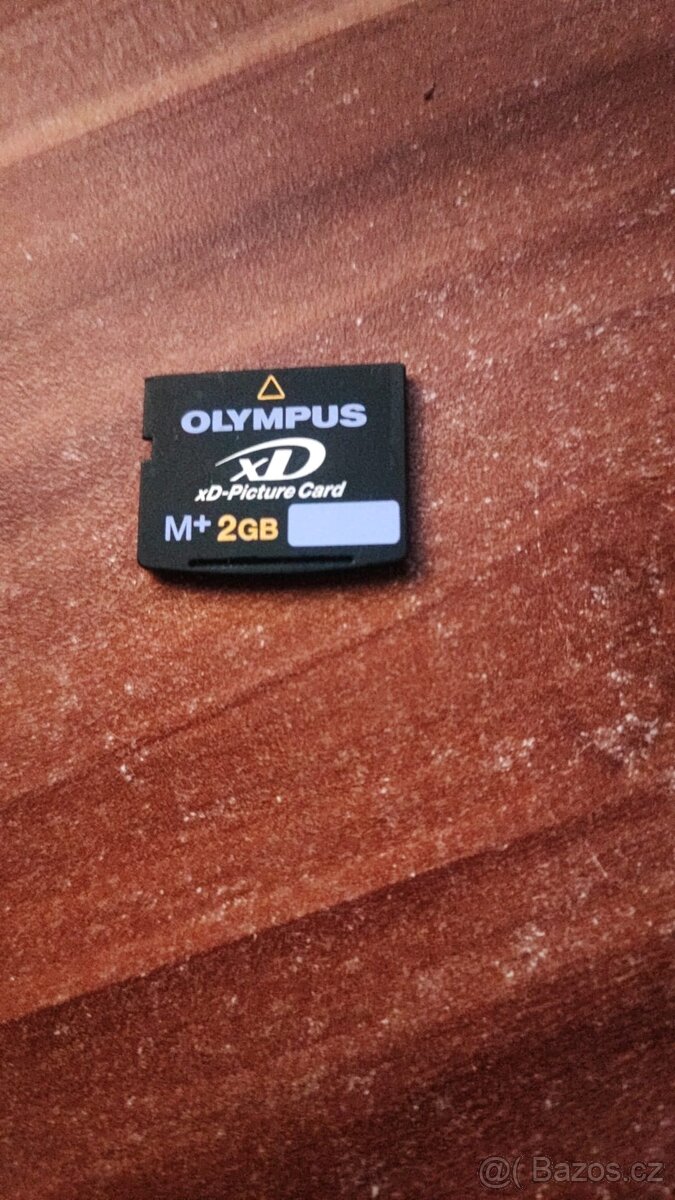 OLYMPUS
xD
xD-Picture Card
M+ 2GB
@( Bazos.cz